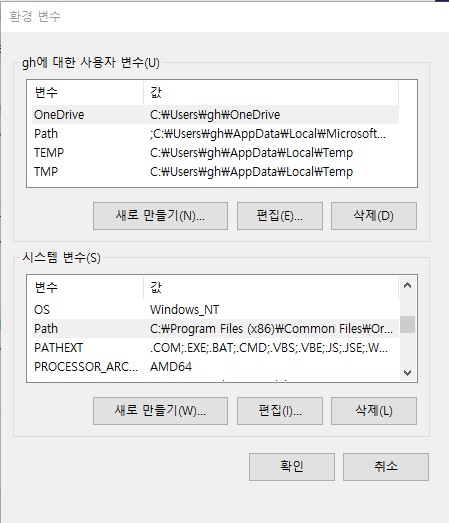 환경 변수
gh에 대한 사용자 변수(U)
변수 값
OneDrive C:₩Users₩gh₩OneDrive
Path ;C:₩Users₩gh₩AppData₩Local₩Microsoft...
TEMP C:₩Users₩gh₩AppData₩Local₩Temp
TMP C:₩Users₩gh₩AppData₩Local₩Temp
새로 만들기(N)... 편집(E)... 삭제(D)
시스템 변수(S)
변수 값
OS Windows_NT
Path C:₩Program Files (x86)₩Common Files₩Or...
PATHEXT .COM;.EXE;.BAT;.CMD;.VBS;.VBE;.JS;.JSE;.W...
PROCESSOR_ARC... AMD64
새로 만들기(W)... 편집(I)... 삭제(L)
확인 취소